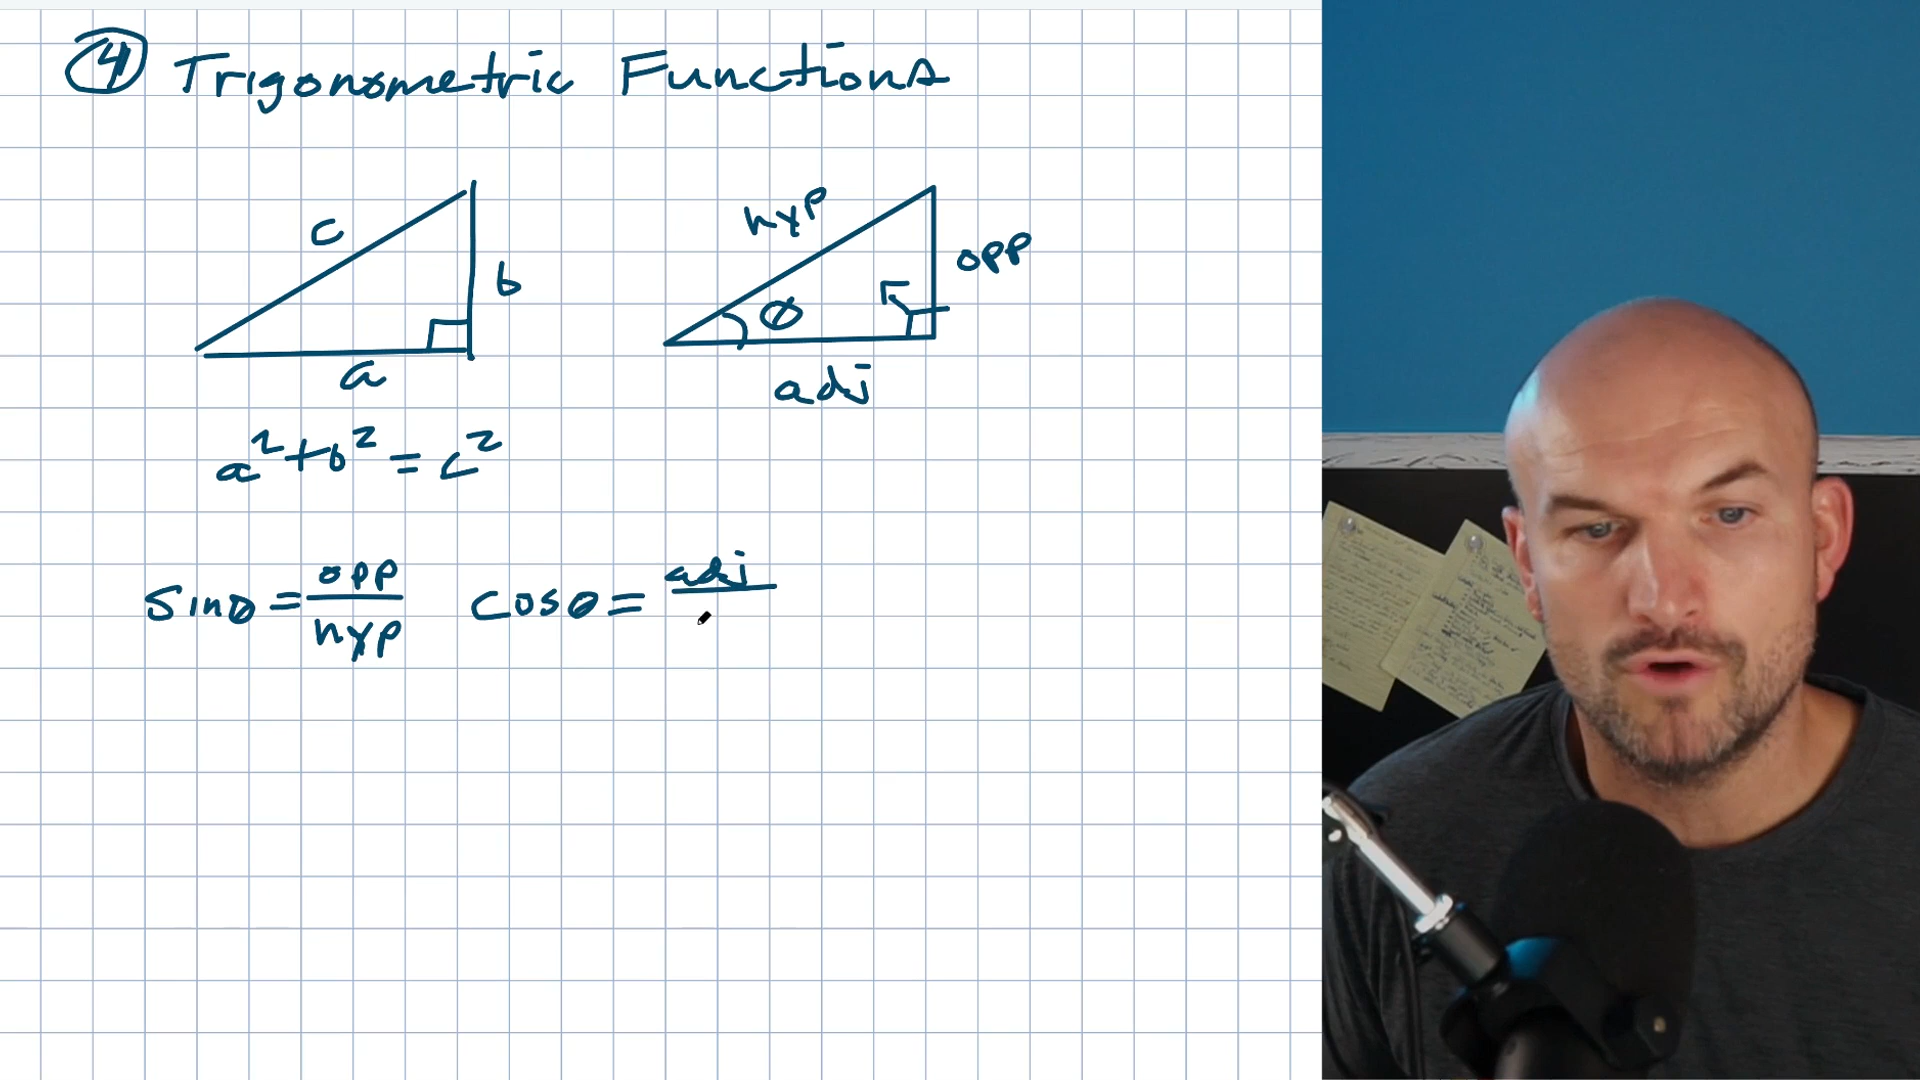 ④ Trigonometric Functions
c
b
a
hyp
opp
θ
adj
a² + b² = c²
sinθ = opp/hyp cosθ = adj/